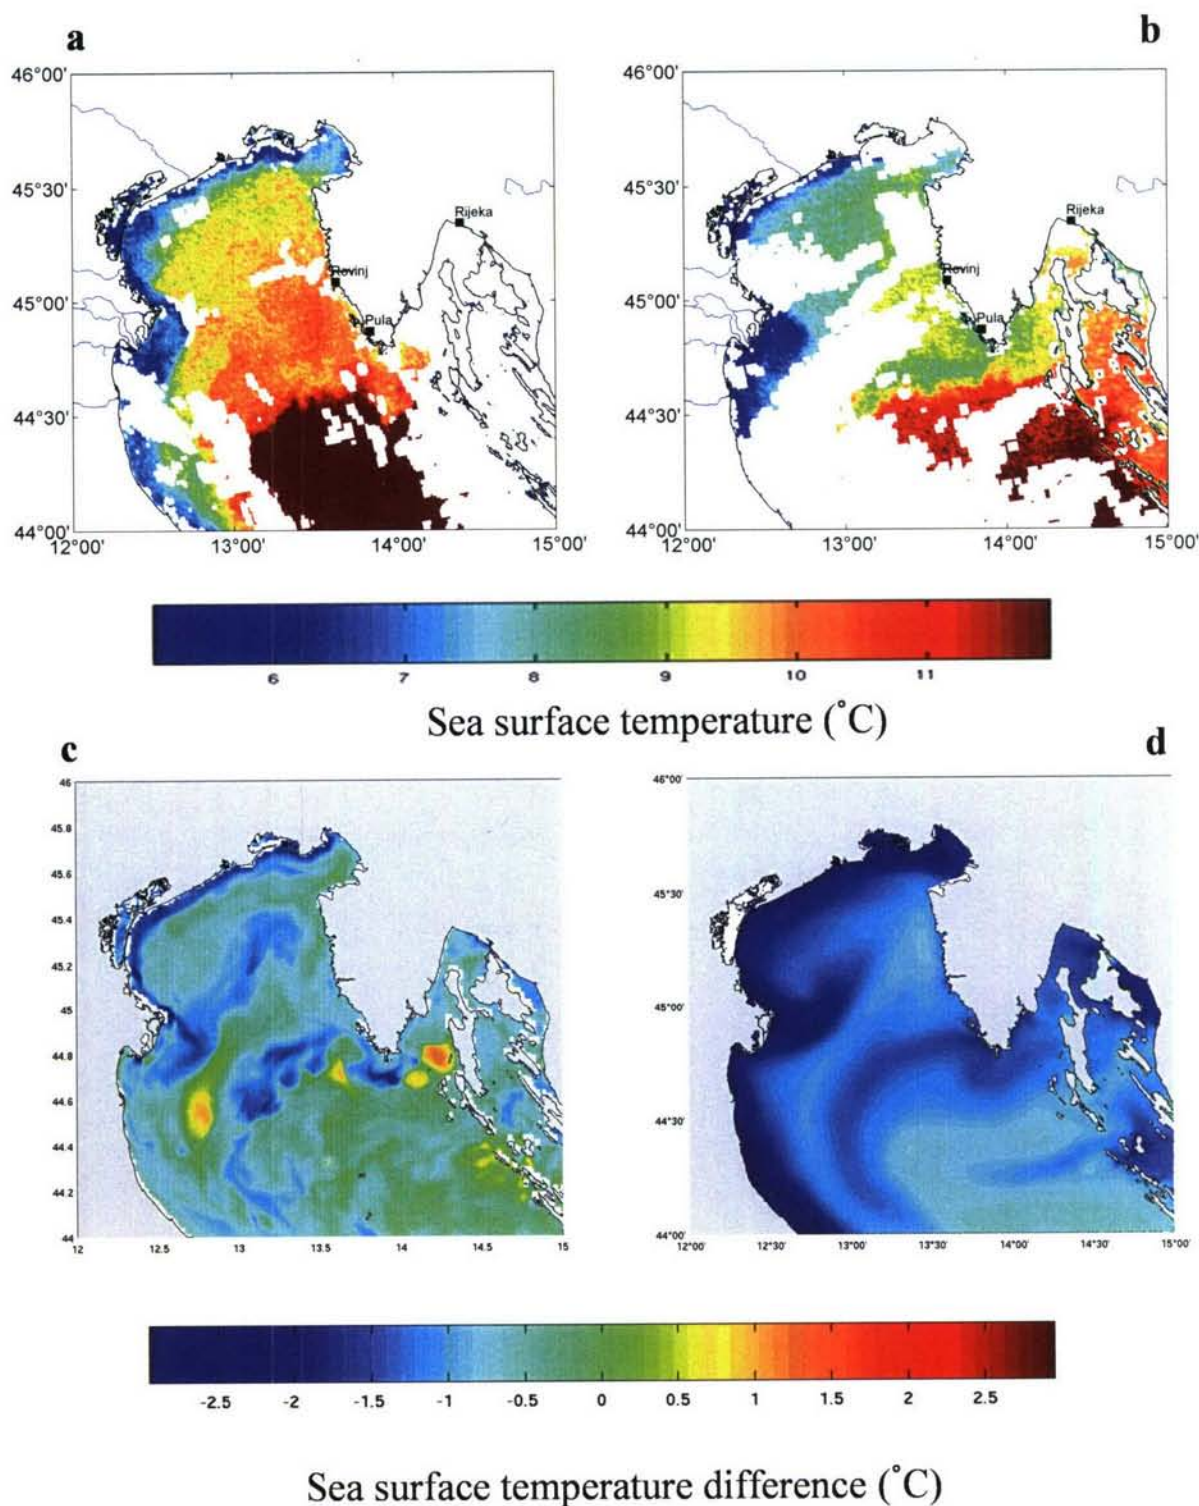 a
b
46°00'
45°30'
45°00'
44°30'
44°00'
12°00'
13°00'
14°00'
15°00'
Rijeka
Rovinj
Pula
46°00'
45°30'
45°00'
44°30'
44°00'
12°00'
13°00'
14°00'
15°00'
Rijeka
Rovinj
Pula
6 7 8 9 10 11
Sea surface temperature (°C)
c
d
46
45.8
45.6
45.4
45.2
45
44.8
44.6
44.4
44.2
44
12 12.5 13 13.5 14 14.5 15
46°00'
45°30'
45°00'
44°30'
44°00'
12°00' 12°30' 13°00' 13°30' 14°00' 14°30' 15°00'
-2.5 -2 -1.5 -1 -0.5 0 0.5 1 1.5 2 2.5
Sea surface temperature difference (°C)